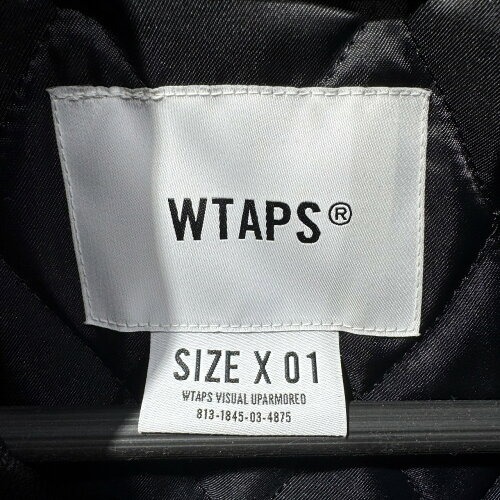 WTAPS®
SIZE X 01
WTAPS VISUAL UPARMORED
813-1845-03-4875